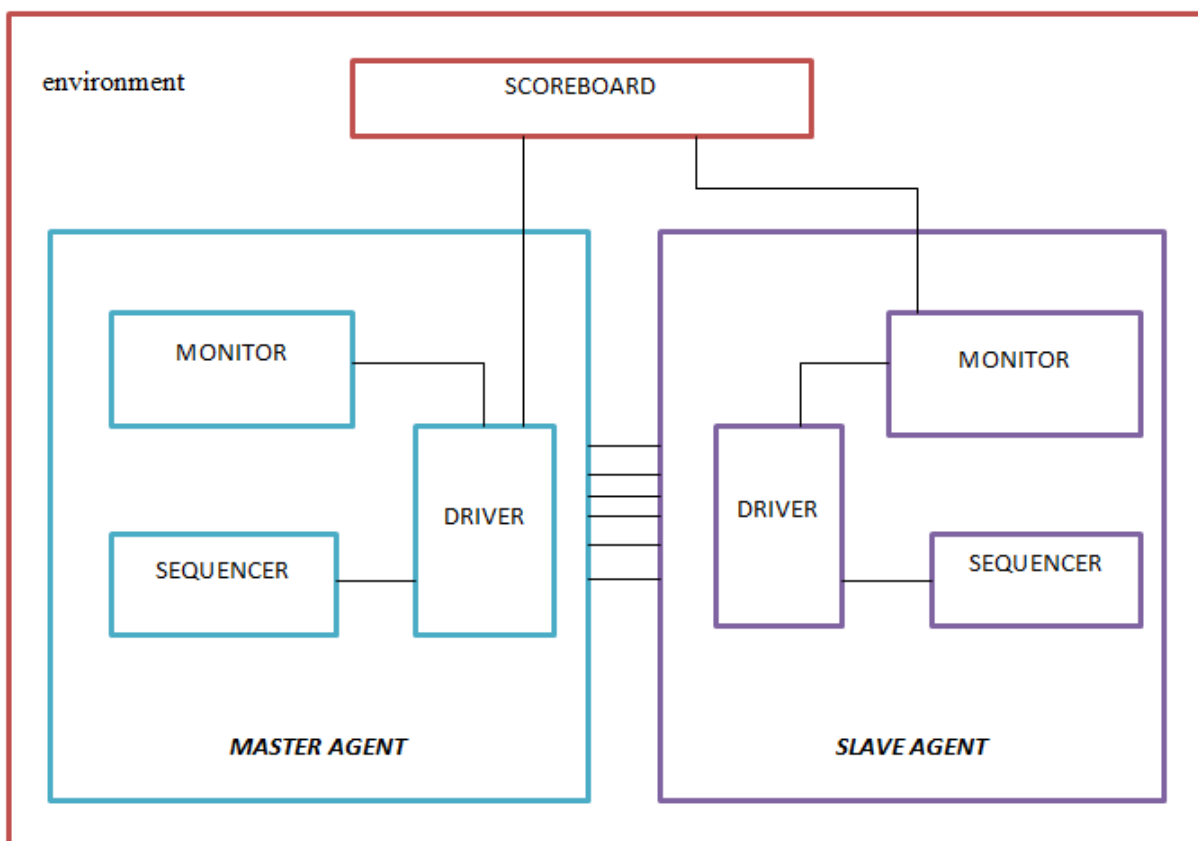 environment
SCOREBOARD
MONITOR
DRIVER
SEQUENCER
MASTER AGENT
MONITOR
DRIVER
SEQUENCER
SLAVE AGENT